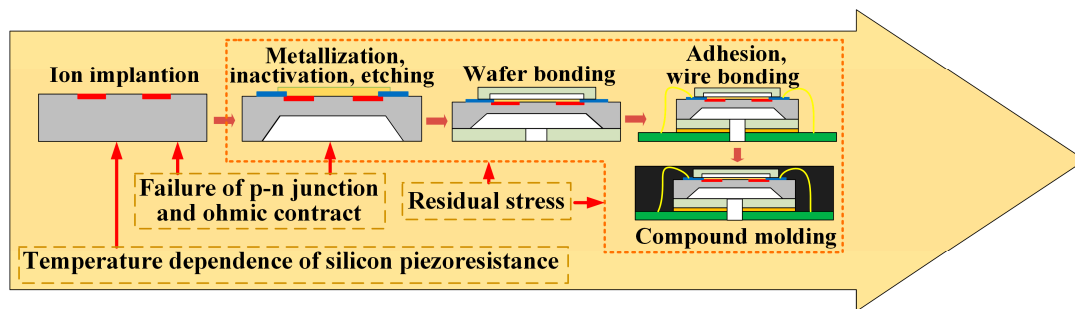 Ion implantion
Metallization,
inactivation, etching
Wafer bonding
Adhesion,
wire bonding
Failure of p-n junction
and ohmic contract
Residual stress
Compound molding
Temperature dependence of silicon piezoresistance